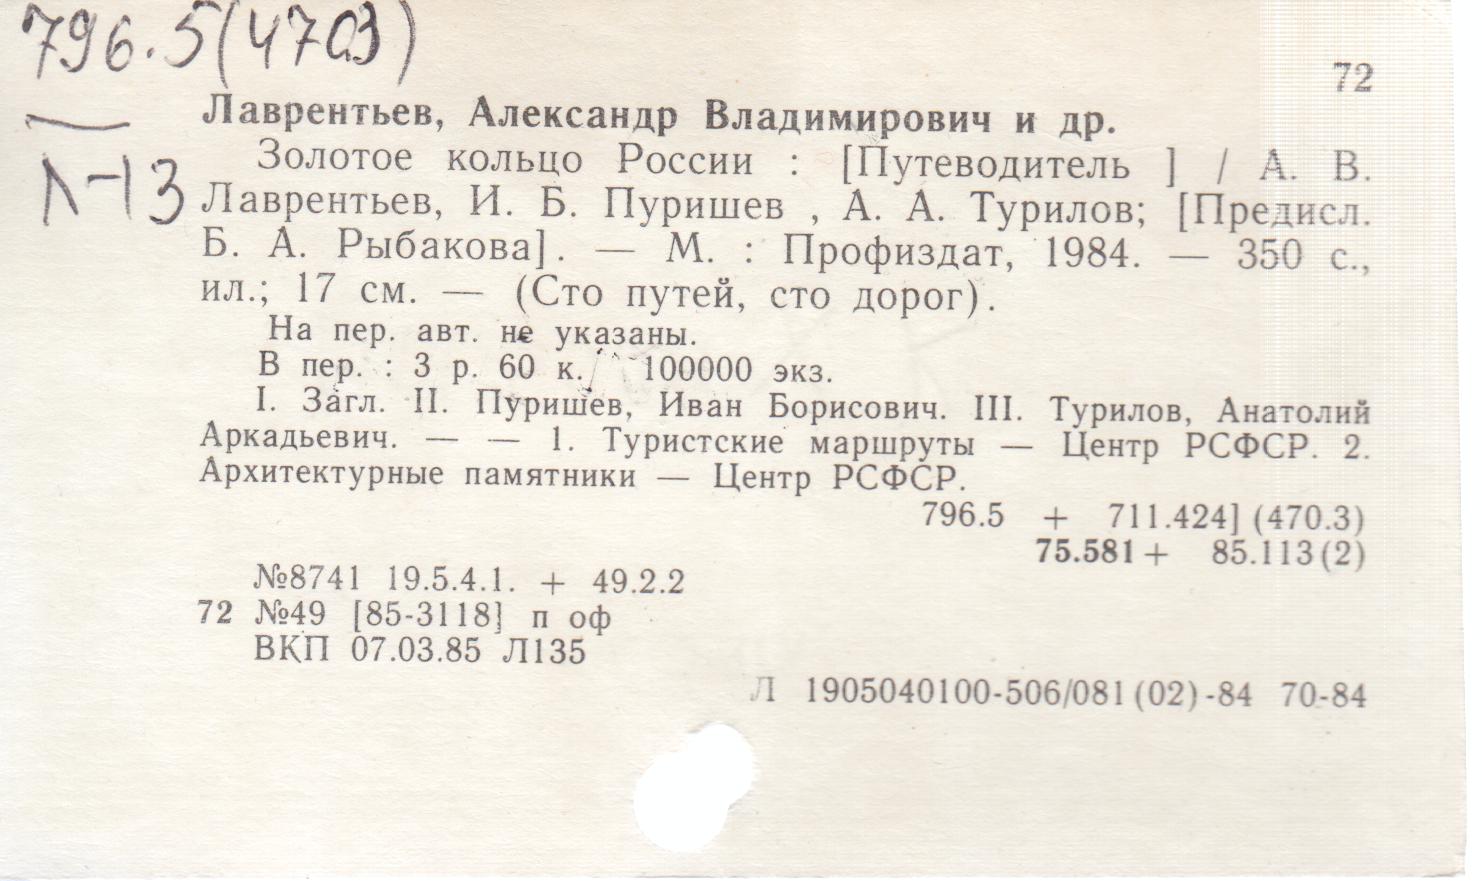 796.5(4703)
72
Лаврентьев, Александр Владимирович и др.
Золотое кольцо России : [Путеводитель ] / А. В.
Л-13
Лаврентьев, И. Б. Пуришев , А. А. Турилов; [Предисл.
Б. А. Рыбакова] . — М. : Профиздат, 1984. — 350 с.,
ил.; 17 см. — (Сто путей, сто дорог).
На пер. авт. не указаны.
В пер. : 3 р. 60 к. 100000 экз.
I. Загл. II. Пуришев, Иван Борисович. III. Турилов, Анатолий
Аркадьевич. — — 1. Туристские маршруты — Центр РСФСР. 2.
Архитектурные памятники — Центр РСФСР.
796.5 + 711.424] (470.3)
75.581 + 85.113 (2)
№8741 19.5.4.1. + 49.2.2
72 №49 [85-3118] п оф
ВКП 07.03.85 Л135
Л 1905040100-506/081 (02) -84 70-84